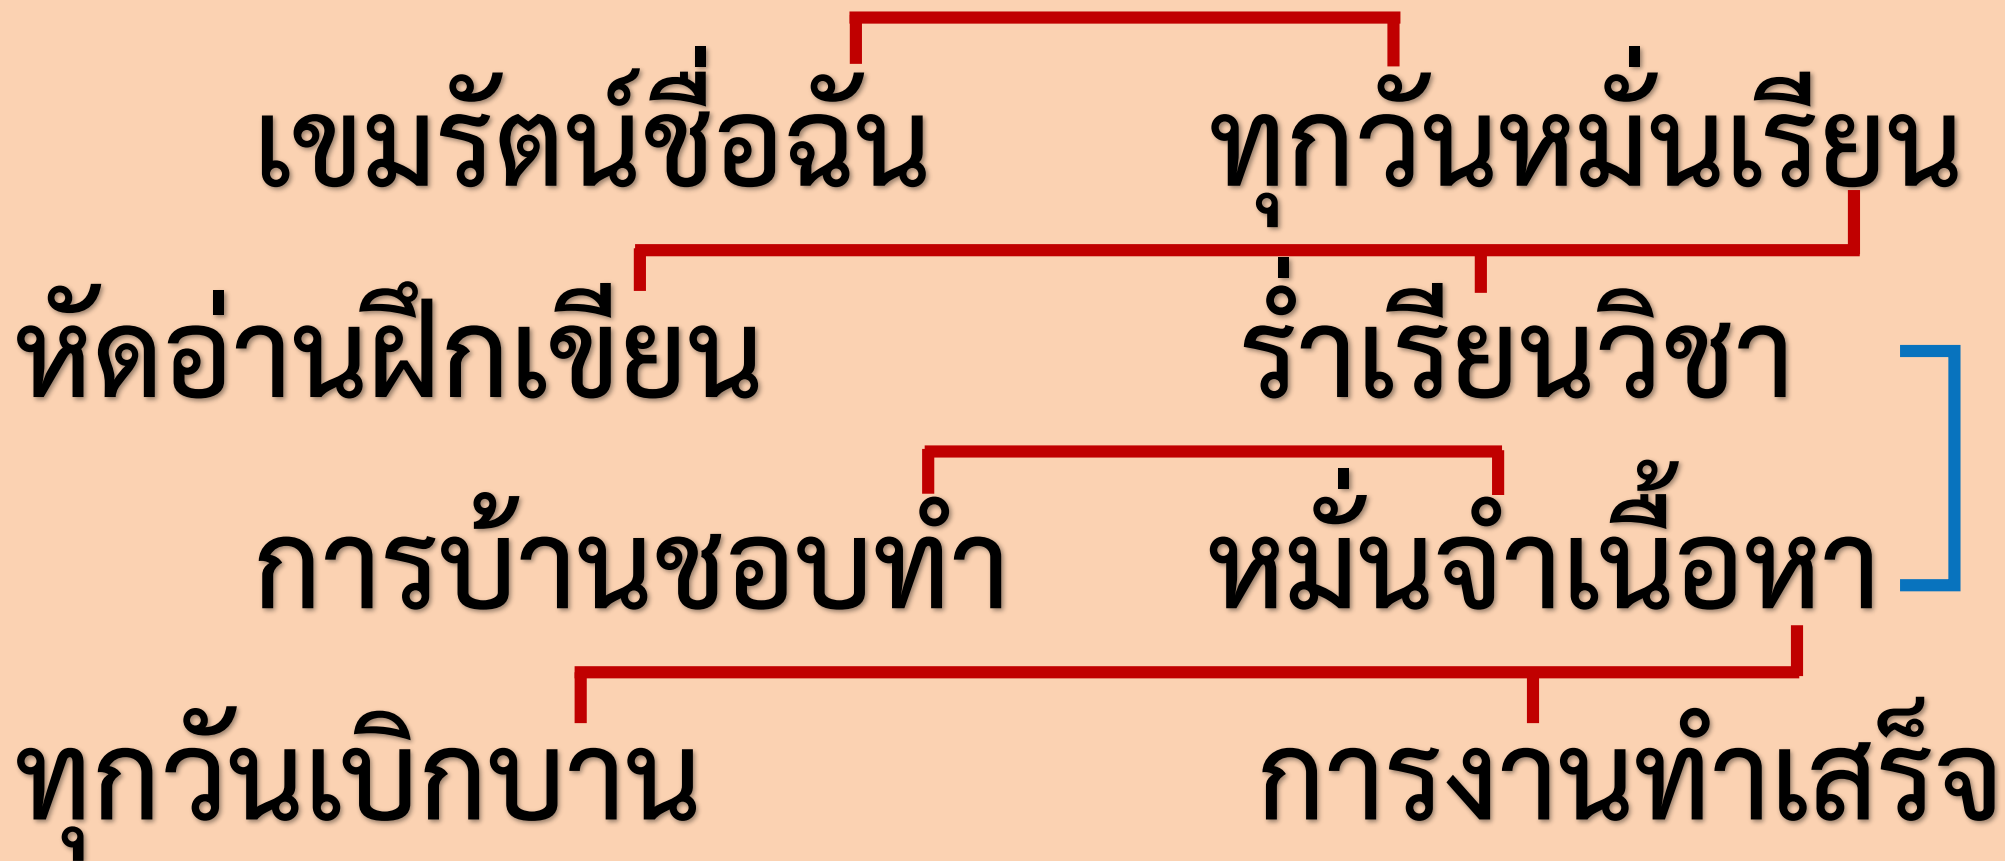 เขมรัตน์ชื่อฉัน ทุกวันหมั่นเรียน
หัดอ่านฝึกเขียน ร่ำเรียนวิชา
การบ้านชอบทำ หมั่นจำเนื้อหา
ทุกวันเบิกบาน การงานทำเสร็จ